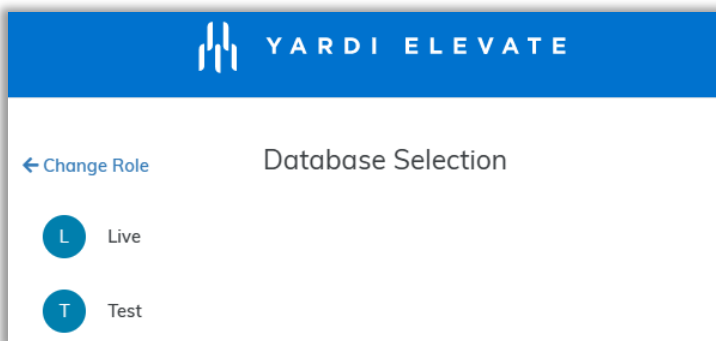 YARDI ELEVATE
← Change Role
Database Selection
L Live
T Test